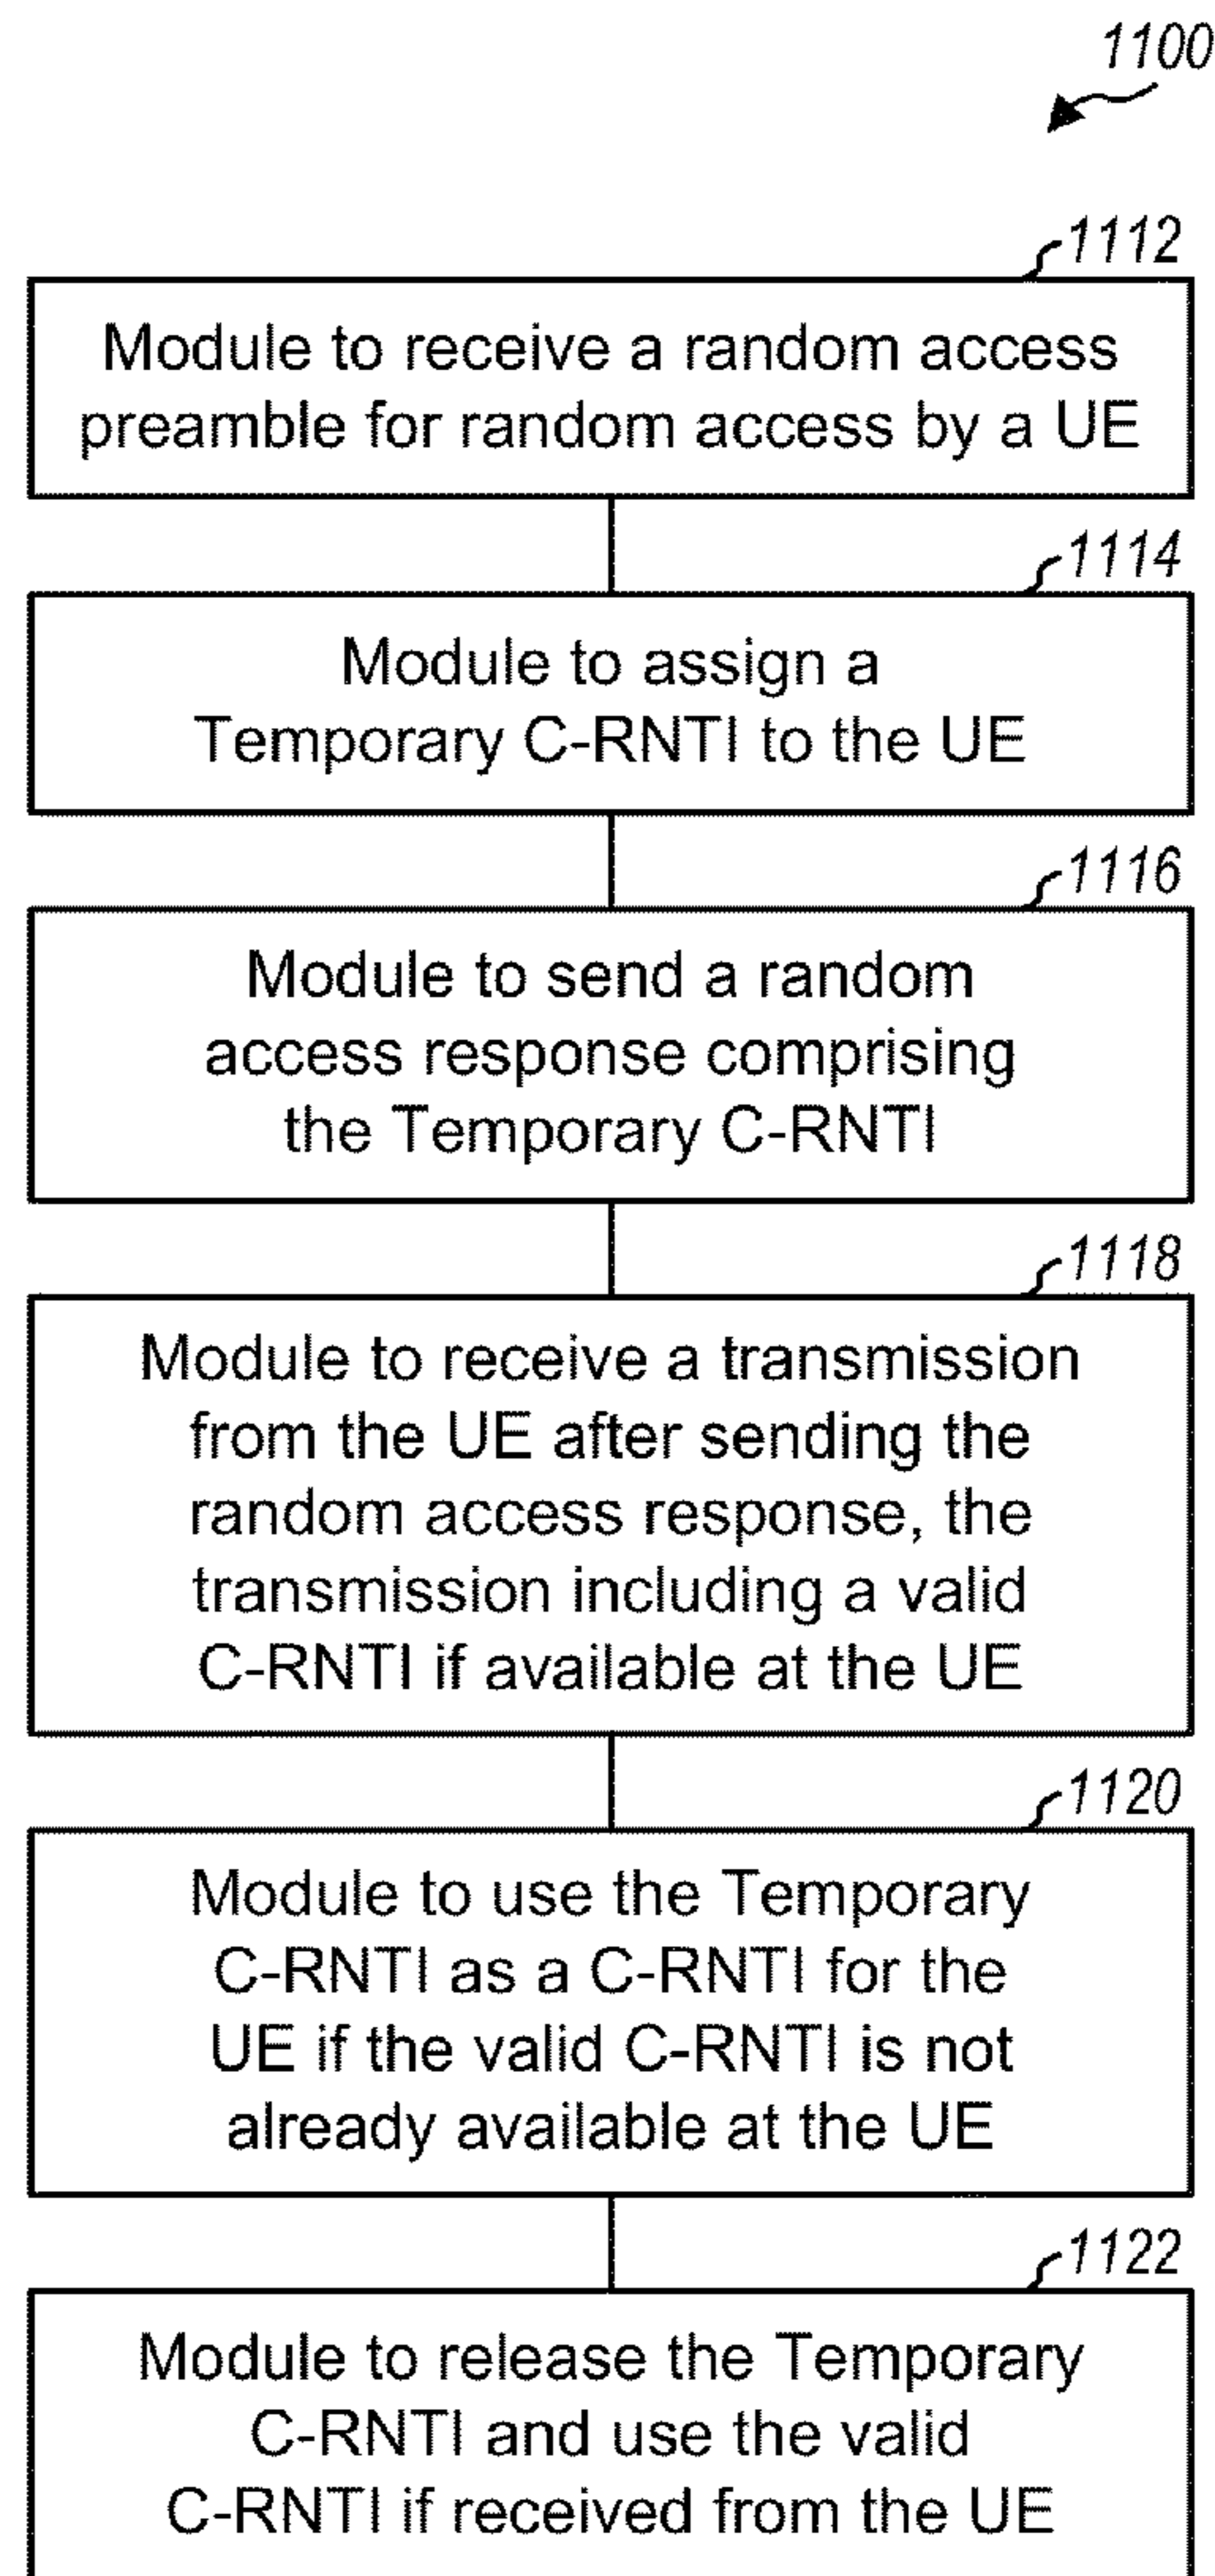 1100
1112
Module to receive a random access
preamble for random access by a UE
1114
Module to assign a
Temporary C-RNTI to the UE
1116
Module to send a random
access response comprising
the Temporary C-RNTI
1118
Module to receive a transmission
from the UE after sending the
random access response, the
transmission including a valid
C-RNTI if available at the UE
1120
Module to use the Temporary
C-RNTI as a C-RNTI for the
UE if the valid C-RNTI is not
already available at the UE
1122
Module to release the Temporary
C-RNTI and use the valid
C-RNTI if received from the UE